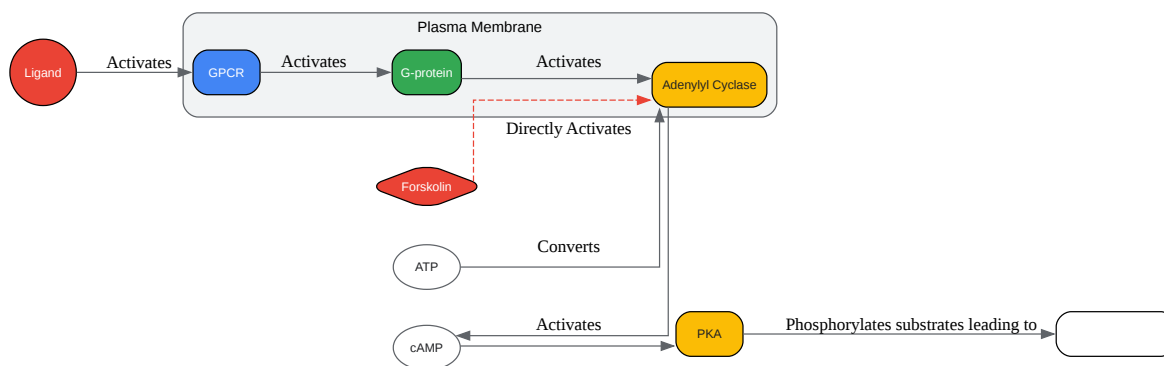 Plasma Membrane
Ligand
Activates
GPCR
Activates
G-protein
Activates
Adenylyl Cyclase
Directly Activates
Forskolin
Converts
ATP
Activates
cAMP
PKA
Phosphorylates substrates leading to